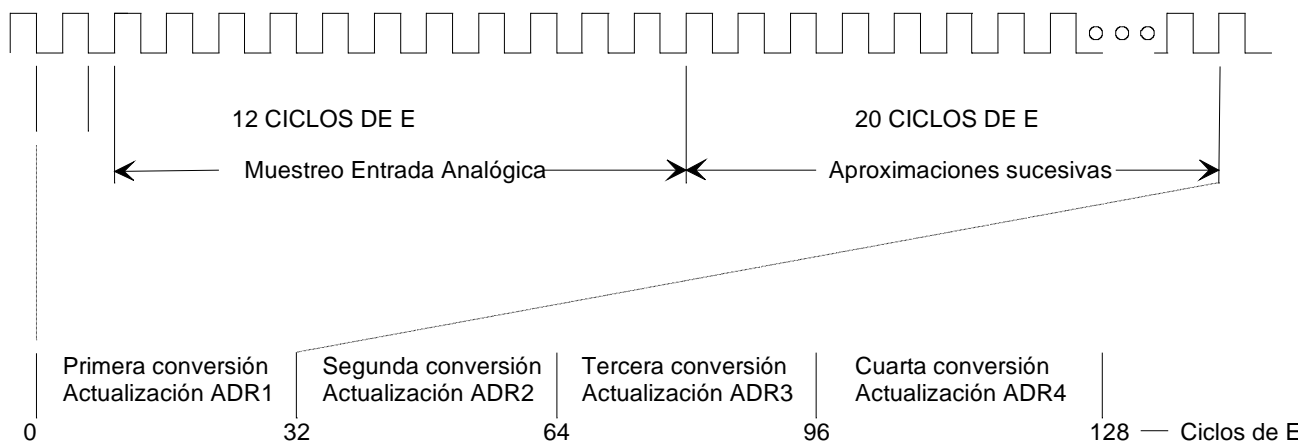 12 CICLOS DE E
20 CICLOS DE E
Muestreo Entrada Analógica
Aproximaciones sucesivas
Primera conversión
Actualización ADR1
Segunda conversión
Actualización ADR2
Tercera conversión
Actualización ADR3
Cuarta conversión
Actualización ADR4
0
32
64
96
128
Ciclos de E